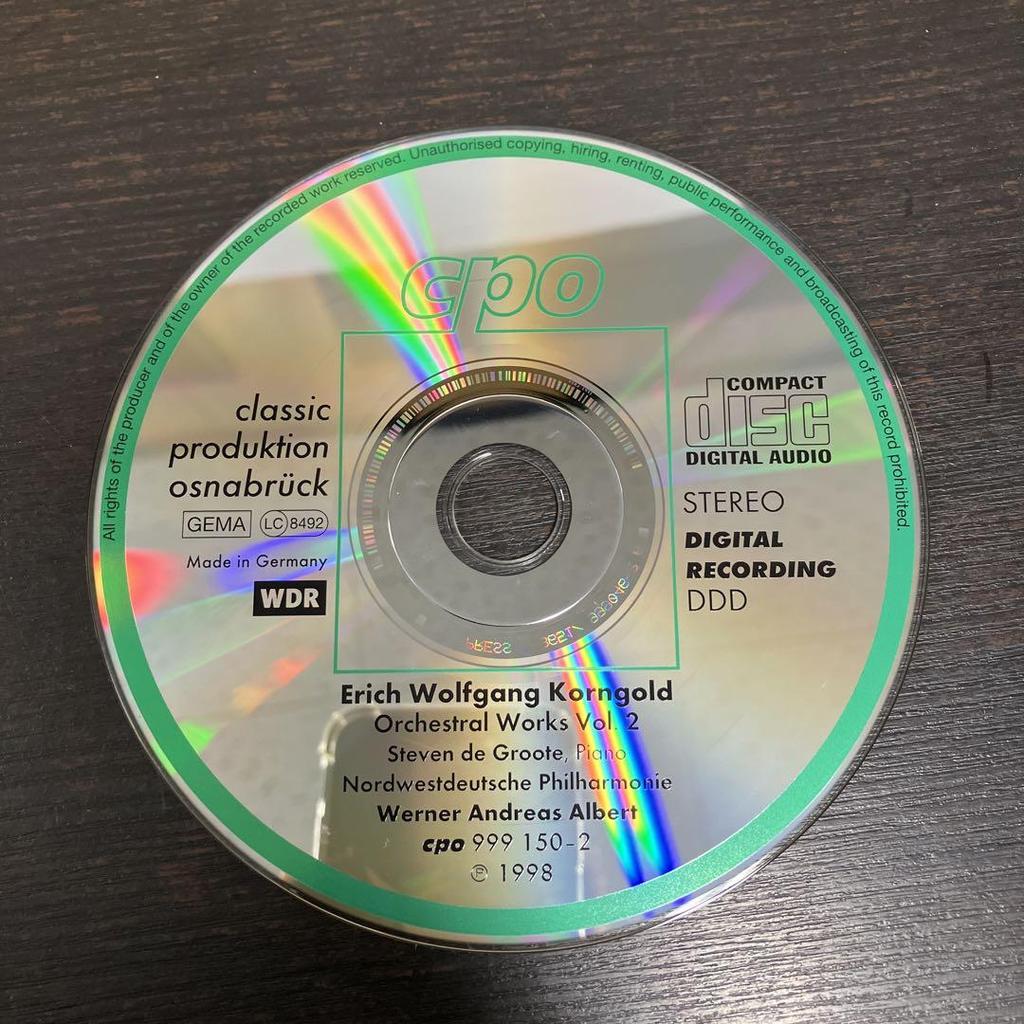 All rights of the producer and of the owner of the recorded work reserved. Unauthorised copying, hiring, renting, public performance and broadcasting of this record prohibited.
cpo
classic
produktion
osnabrück
GEMA LC 8492
Made in Germany
WDR
COMPACT
disc
DIGITAL AUDIO
STEREO
DIGITAL
RECORDING
DDD
PRESS
Erich Wolfgang Korngold
Orchestral Works Vol. 2
Steven de Groote, Piano
Nordwestdeutsche Philharmonie
Werner Andreas Albert
cpo 999 150-2
℗ 1998